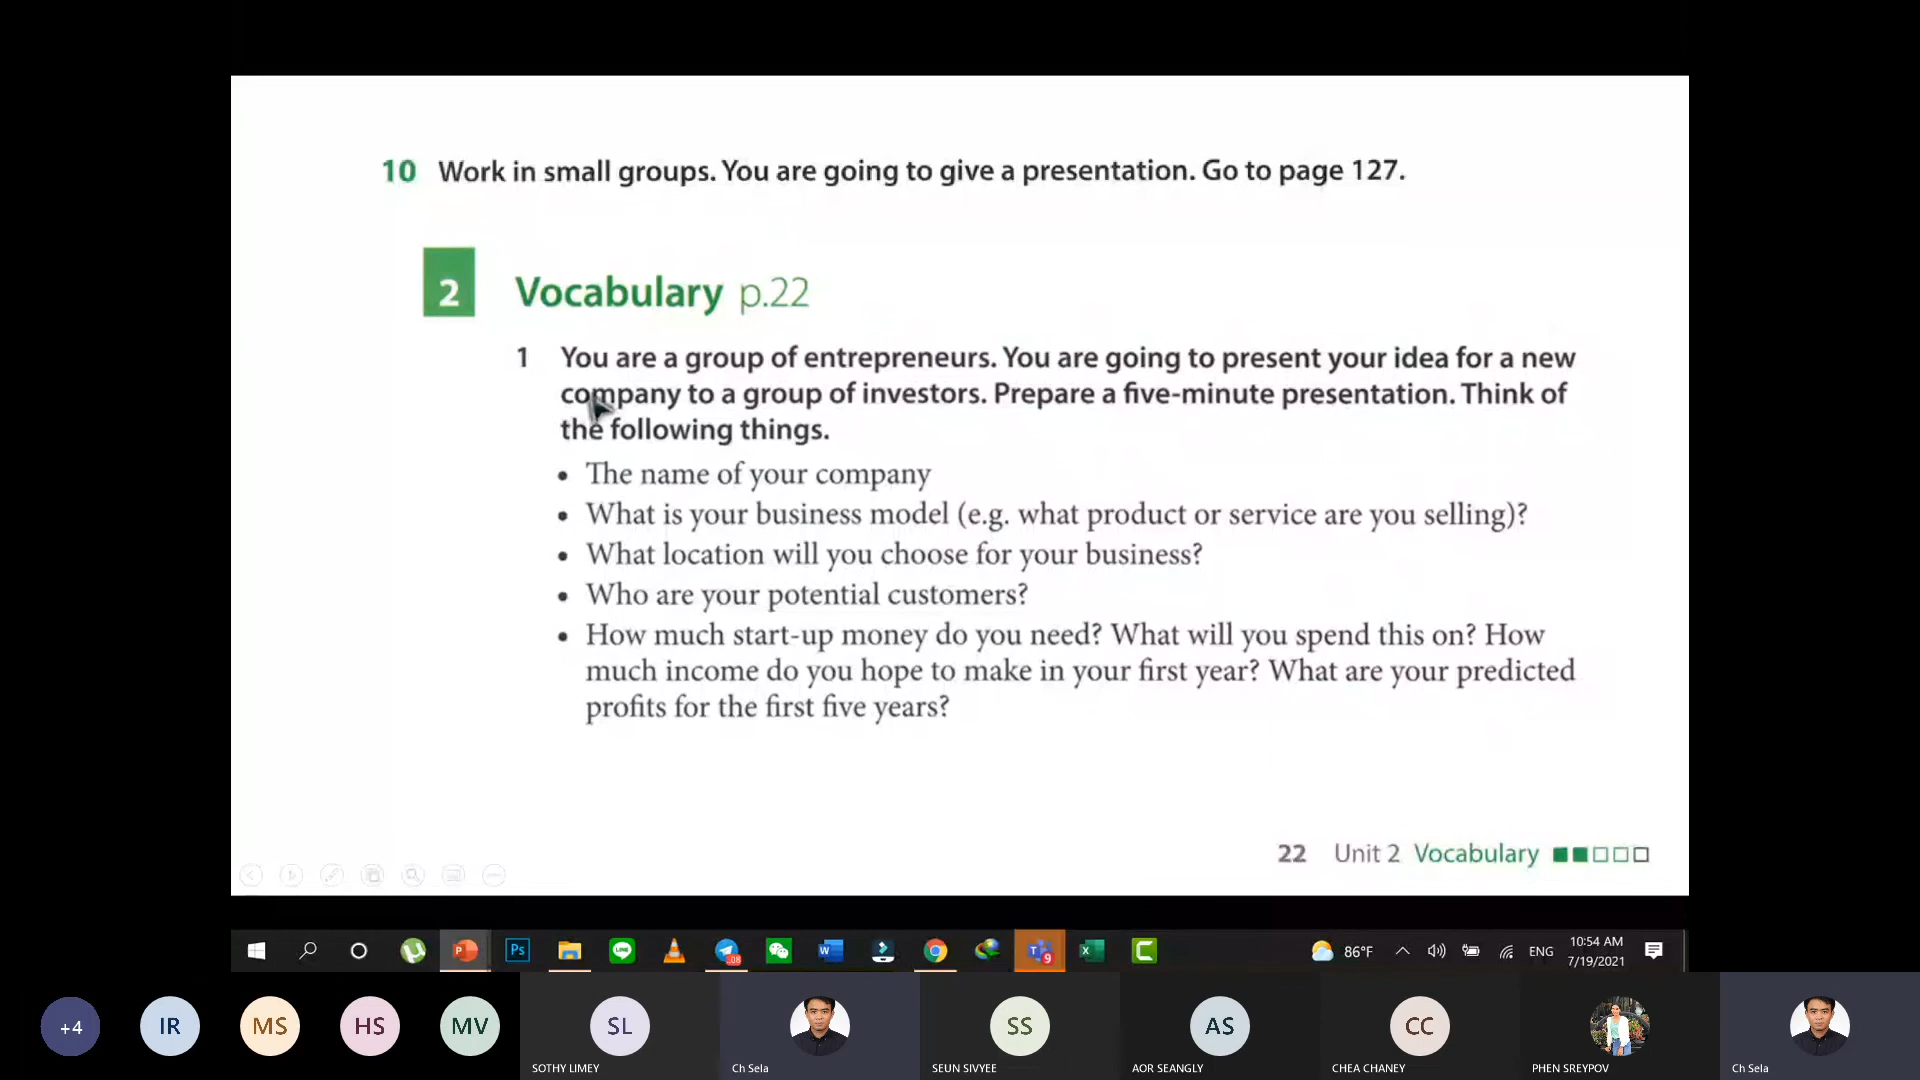 10 Work in small groups. You are going to give a presentation. Go to page 127.
2 Vocabulary p.22
1 You are a group of entrepreneurs. You are going to present your idea for a new
company to a group of investors. Prepare a five-minute presentation. Think of
the following things.
• The name of your company
• What is your business model (e.g. what product or service are you selling)?
• What location will you choose for your business?
• Who are your potential customers?
• How much start-up money do you need? What will you spend this on? How
much income do you hope to make in your first year? What are your predicted
profits for the first five years?
22 Unit 2 Vocabulary
86°F ENG 10:54 AM
7/19/2021
+4 IR MS HS MV SL SS AS CC
SOTHY LIMEY Ch Sela SEUN SIVYEE AOR SEANGLY CHEA CHANEY PHEN SREYPOV Ch Sela